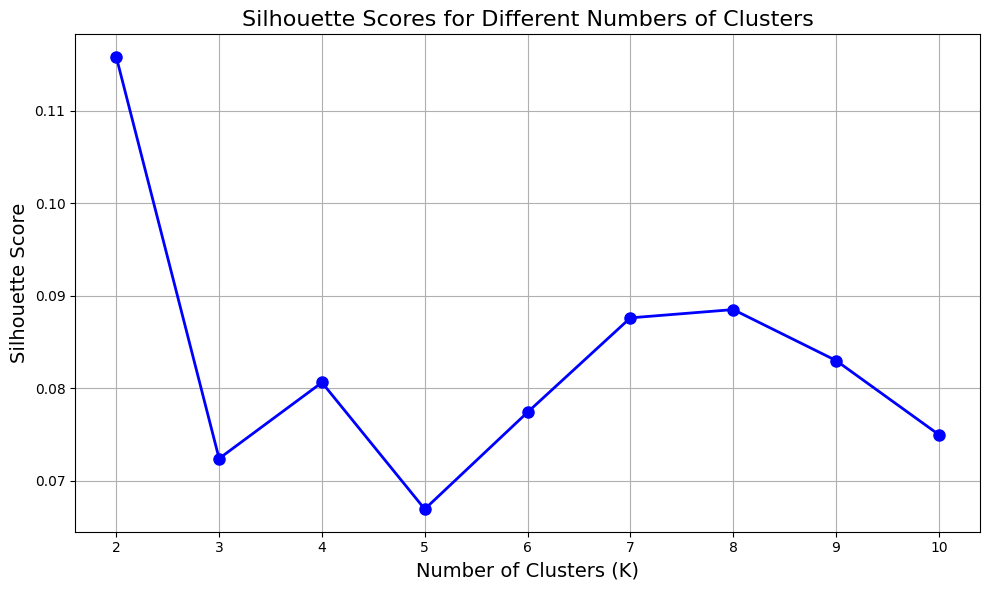 Silhouette Scores for Different Numbers of Clusters
Silhouette Score
0.11
0.10
0.09
0.08
0.07
2 3 4 5 6 7 8 9 10
Number of Clusters (K)